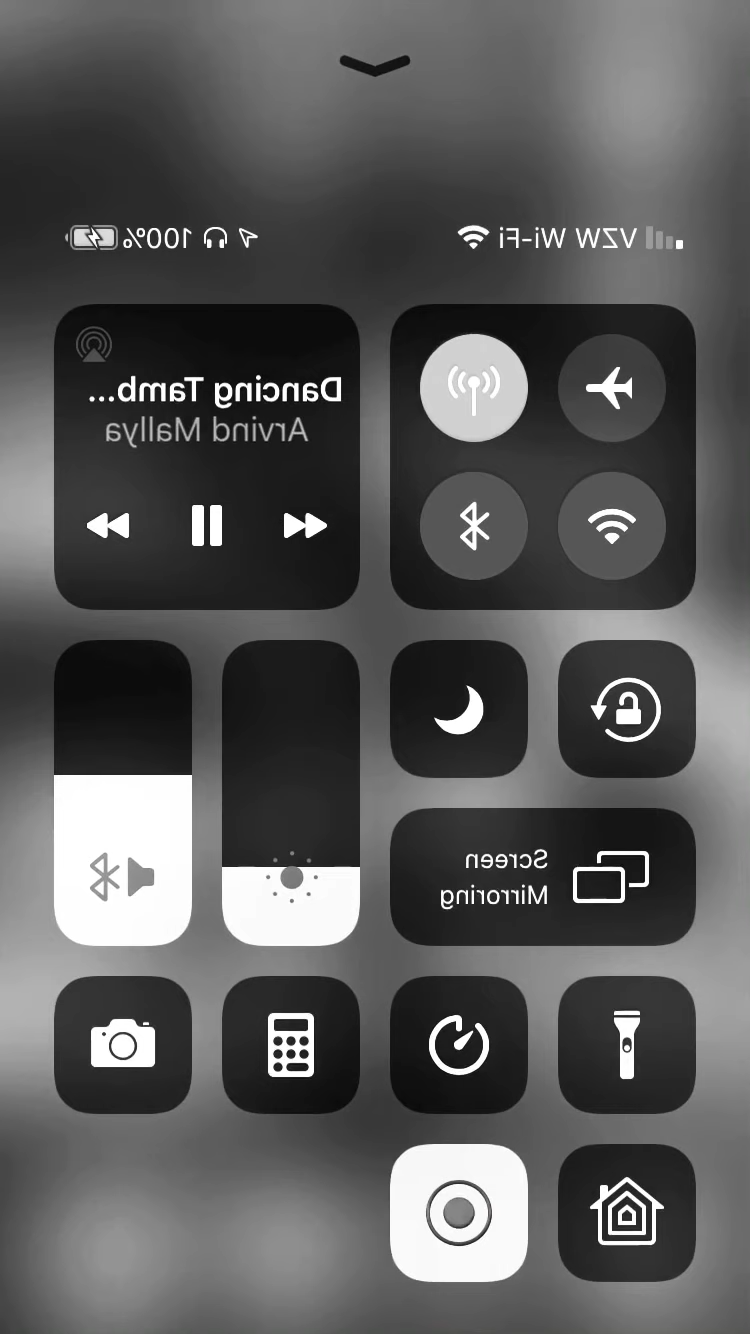 VZW Wi-Fi
100%
Dancing Tamb...
Arvind Mallya
Screen
Mirroring